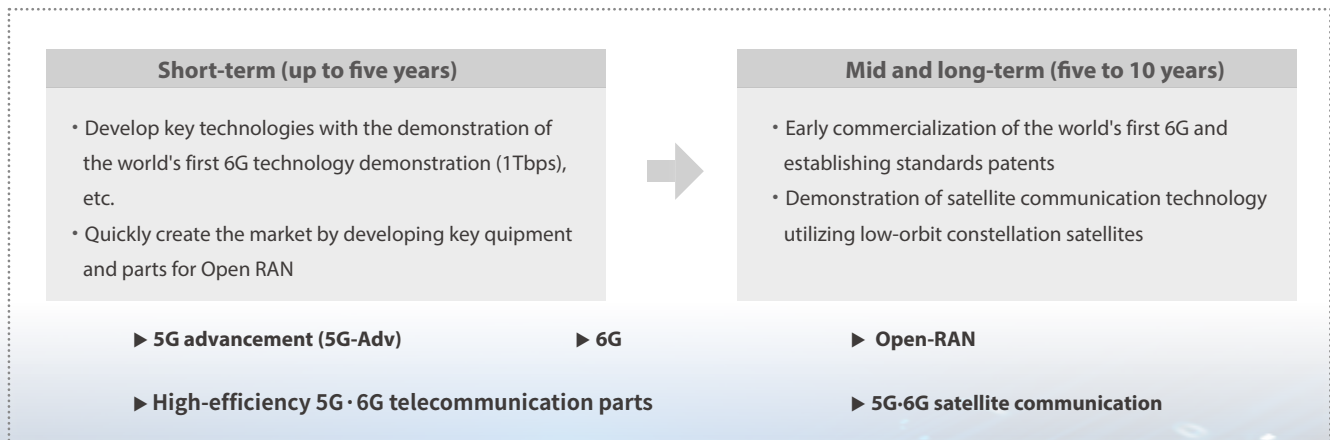 Short-term (up to five years)
・Develop key technologies with the demonstration of
the world's first 6G technology demonstration (1Tbps),
etc.
・Quickly create the market by developing key quipment
and parts for Open RAN
Mid and long-term (five to 10 years)
・Early commercialization of the world's first 6G and
establishing standards patents
・Demonstration of satellite communication technology
utilizing low-orbit constellation satellites
▶ 5G advancement (5G-Adv)
▶ 6G
▶ Open-RAN
▶ High-efficiency 5G·6G telecommunication parts
▶ 5G·6G satellite communication